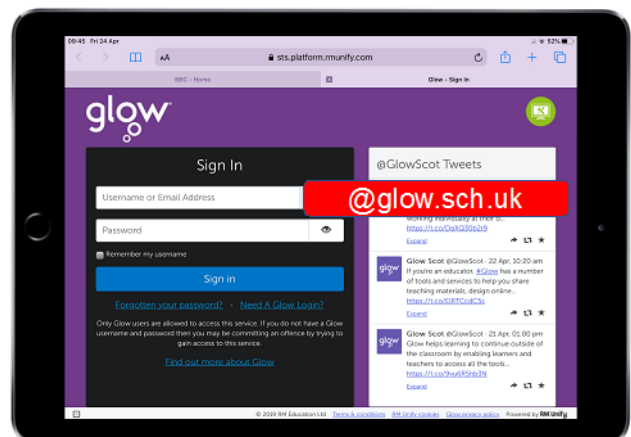 09:45 Fri 24 Apr
52%
AA
sts.platform.rmunify.com
BBC - Home
Glow - Sign In
glow
Sign In
Username or Email Address
Password
Remember my username
Sign in
Forgotten your password? - Need A Glow Login?
Only Glow users are allowed to access this service. If you do not have a Glow
username and password then you may be committing an offence by trying to
gain access to this service.
Find out more about Glow
@GlowScot Tweets
@glow.sch.uk
working individually at their o...
Expand
glow
Glow Scot @GlowScot · 22 Apr, 10:20 am
If you're an educator, #Glow has a number
of tools and services to help you share
teaching materials, design online...
Expand
glow
Glow Scot @GlowScot · 21 Apr, 01:00 pm
Glow helps learning to continue outside of
the classroom by enabling learners and
teachers to access all the tools...
Expand
© 2019 RM Education Ltd Terms & conditions RM Unify cookies Glow privacy policy Powered by RM Unify